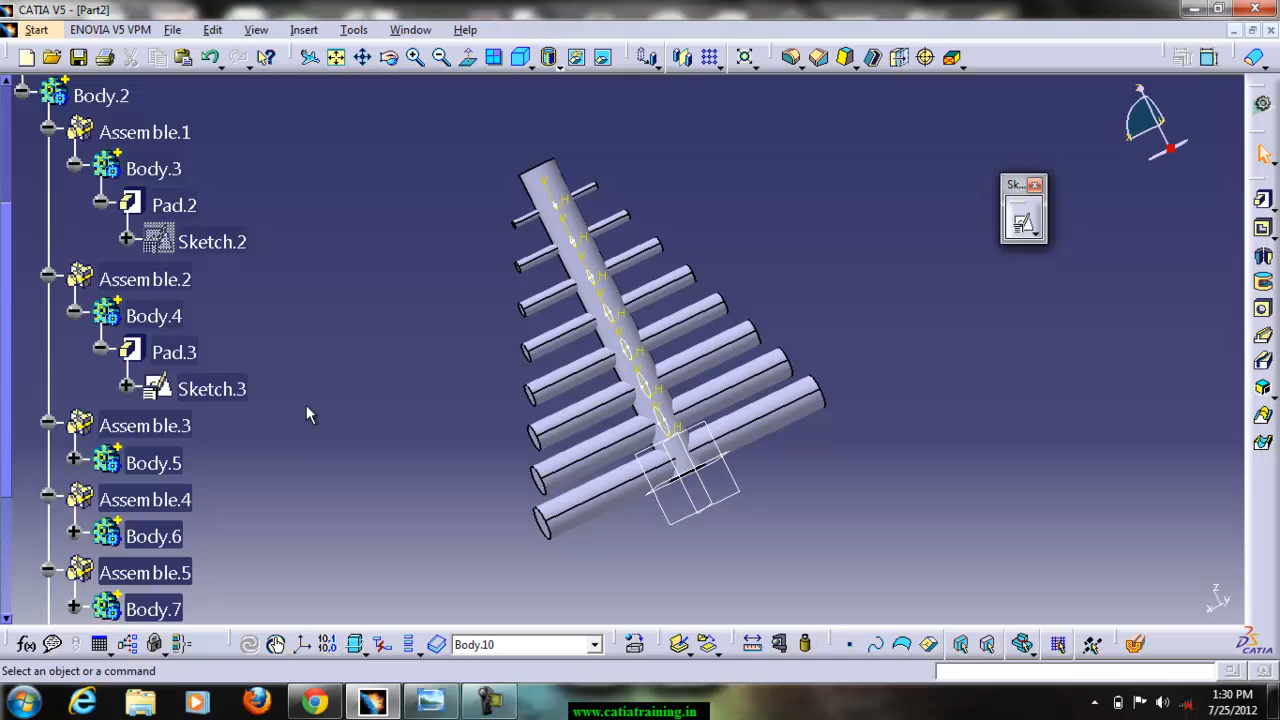 CATIA V5 - [Part2]
Start ENOVIA V5 VPM File Edit View Insert Tools Window Help
Body.2
Assemble.1
Body.3
Pad.2
Sketch.2
Assemble.2
Body.4
Pad.3
Sketch.3
Assemble.3
Body.5
Assemble.4
Body.6
Assemble.5
Body.7
Sk...
V H
V H
V H
V H
V H
V H
V H
z
z
y
x
f(x) 10.1 Body.10
CATIA
Select an object or a command
1:30 PM
7/25/2012
www.catiatraining.in